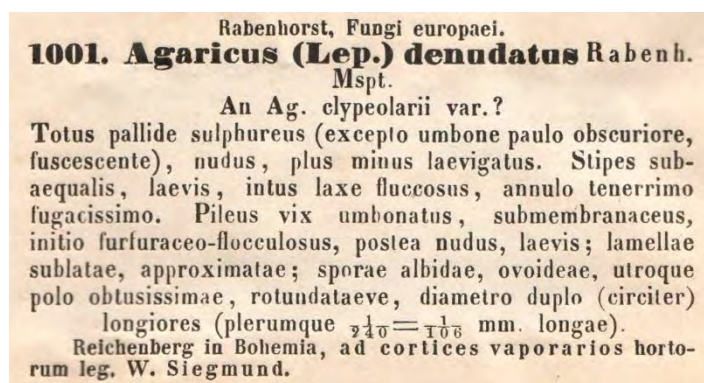 Rabenhorst, Fungi europaei.
1001. Agaricus (Lep.) denudatus Rabenh.
Mspt.
An Ag. clypeolarii var.?
Totus pallide sulphureus (excepto umbone paulo obscuriore,
fuscescente), nudus, plus minus laevigatus. Stipes sub-
aequalis, laevis, intus laxe floccosus, annulo tenerrimo
fugacissimo. Pileus vix umbonatus, submembranaceus,
initio furfuraceo-flocculosus, postea nudus, laevis; lamellae
sublatae, approximatae; sporae albidae, ovoideae, utroque
polo obtusissimae, rotundataeve, diametro duplo (circiter)
longiores (plerumque 1/240=1/106 mm. longae).
Reichenberg in Bohemia, ad cortices vaporarios horto-
rum leg. W. Siegmund.